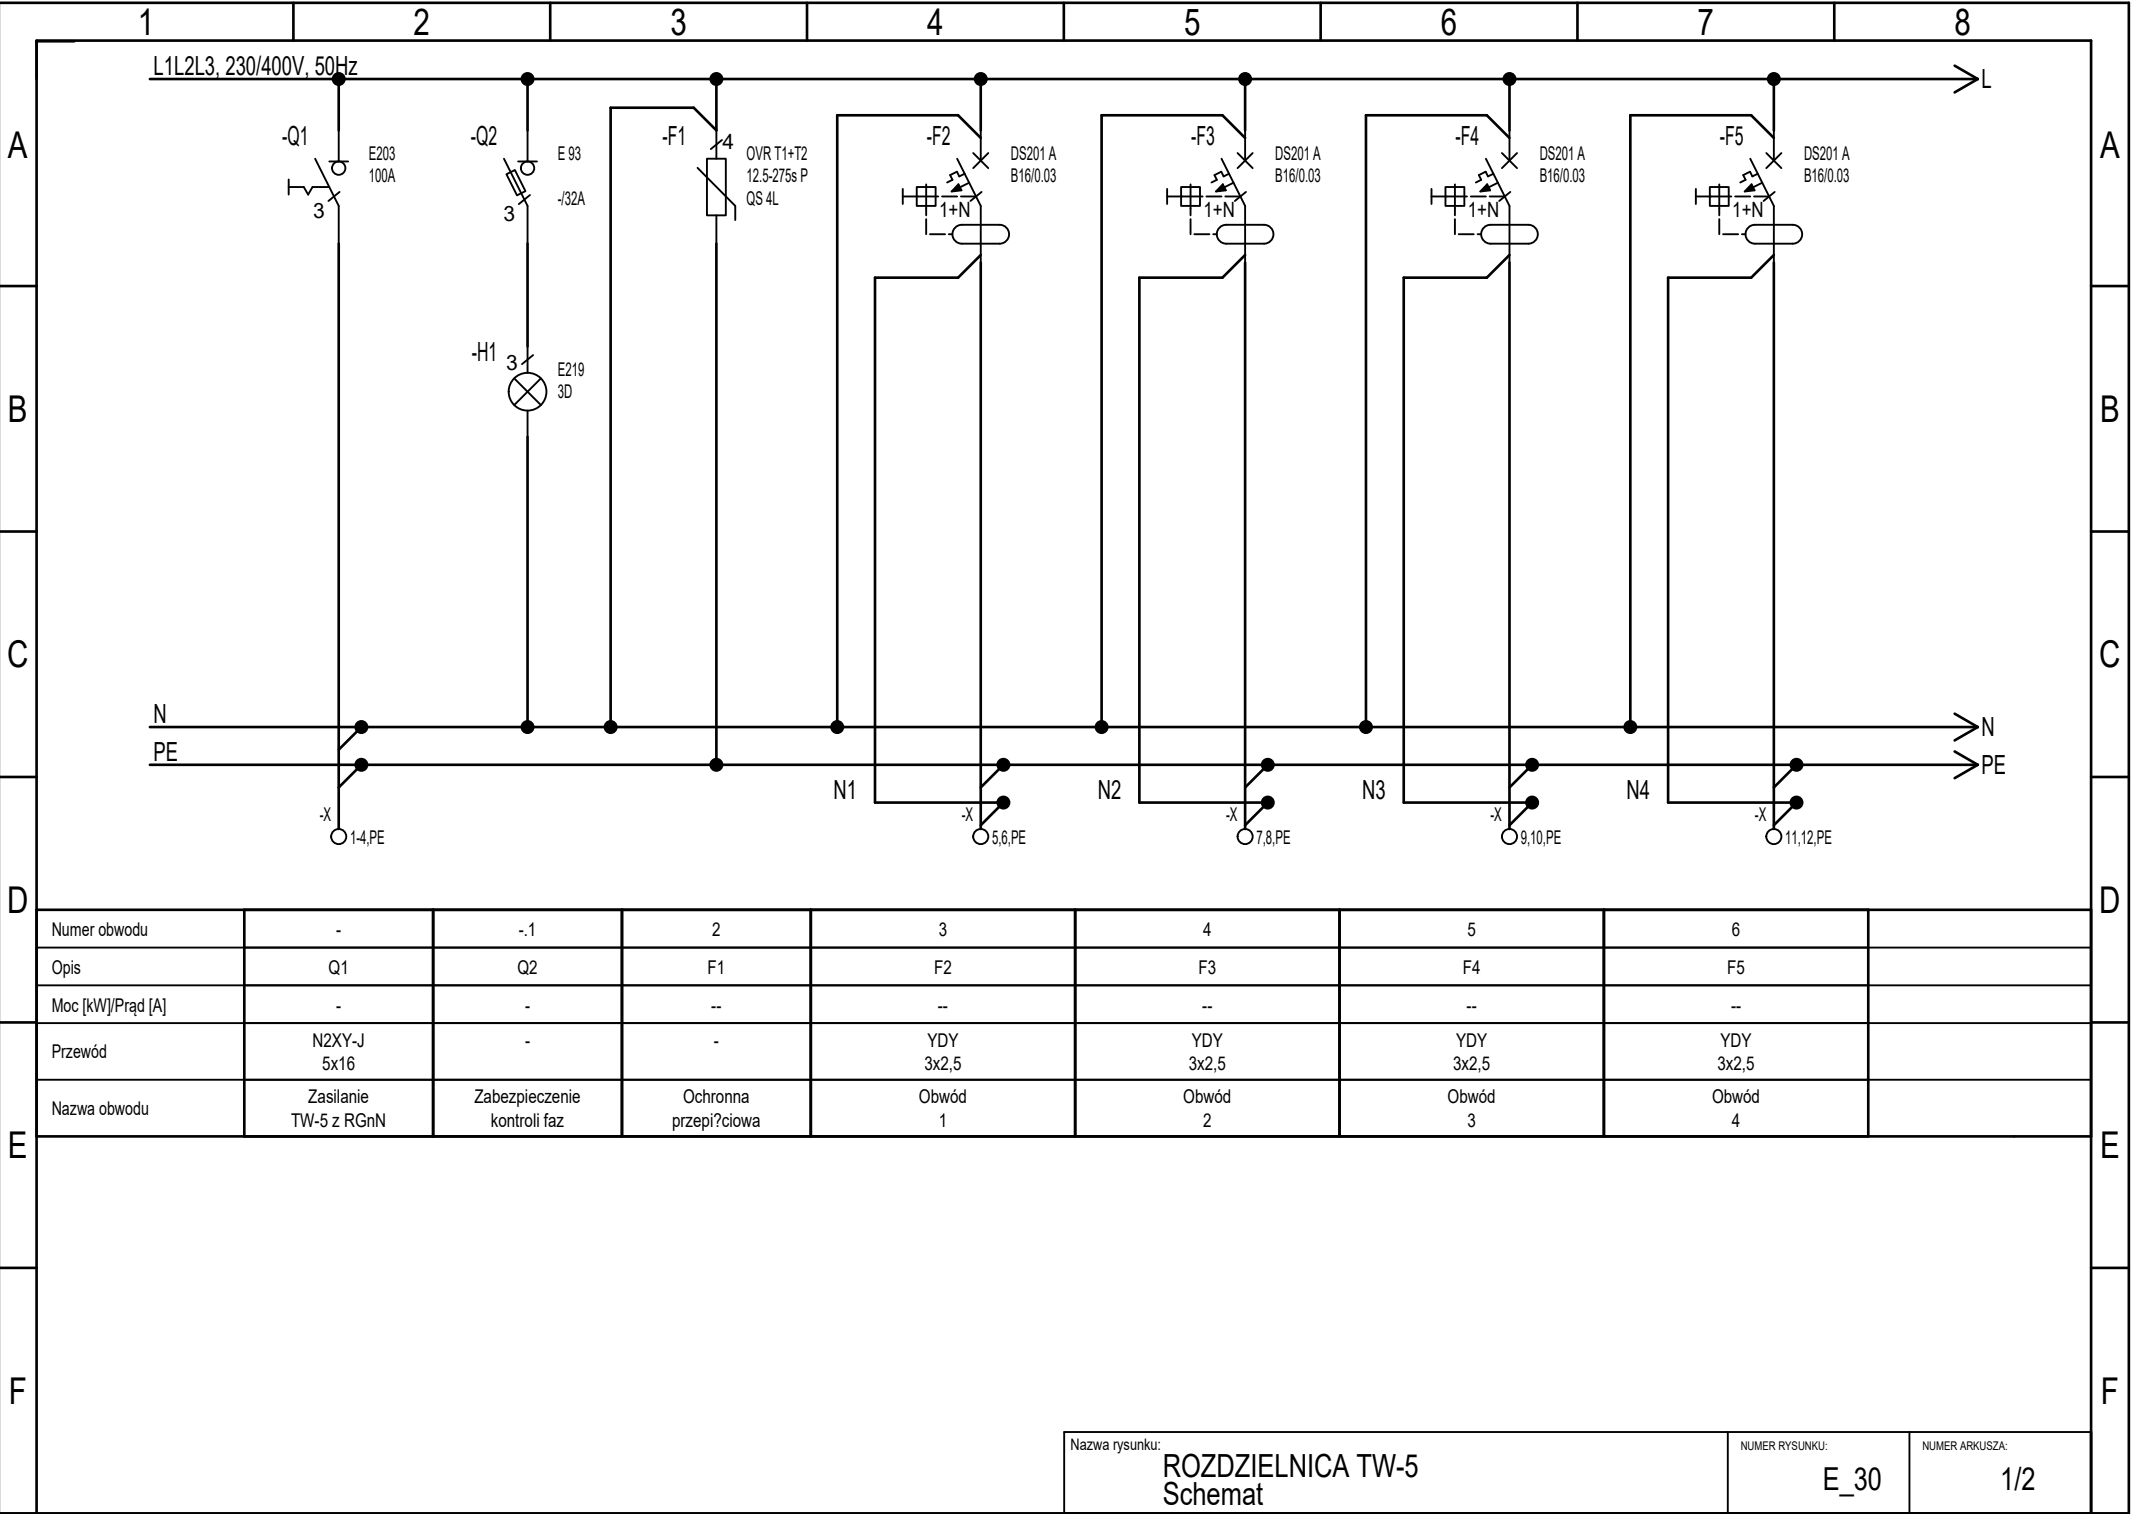 1 2 3 4 5 6 7 8
L1L2L3, 230/400V, 50Hz
L
A
A
-Q1
E203
100A
3
-Q2
E 93
-/32A
3
-F1
4
OVR T1+T2
12.5-275s P
QS 4L
-F2
DS201 A
B16/0.03
1+N
-F3
DS201 A
B16/0.03
1+N
-F4
DS201 A
B16/0.03
1+N
-F5
DS201 A
B16/0.03
1+N
-H1
3
E219
3D
B
B
C
C
N
N
PE
PE
N1
N2
N3
N4
-X
1-4,PE
-X
5,6,PE
-X
7,8,PE
-X
9,10,PE
-X
11,12,PE
D
D
Numer obwodu - -.1 2 3 4 5 6
Opis Q1 Q2 F1 F2 F3 F4 F5
Moc [kW]/Prąd [A] - - -- -- -- -- --
Przewód
N2XY-J
5x16
-
-
YDY
3x2,5
YDY
3x2,5
YDY
3x2,5
YDY
3x2,5
Nazwa obwodu
Zasilanie
TW-5 z RGnN
Zabezpieczenie
kontroli faz
Ochronna
przepi?ciowa
Obwód
1
Obwód
2
Obwód
3
Obwód
4
E
E
F
F
Nazwa rysunku:
ROZDZIELNICA TW-5
Schemat
NUMER RYSUNKU:
E_30
NUMER ARKUSZA:
1/2